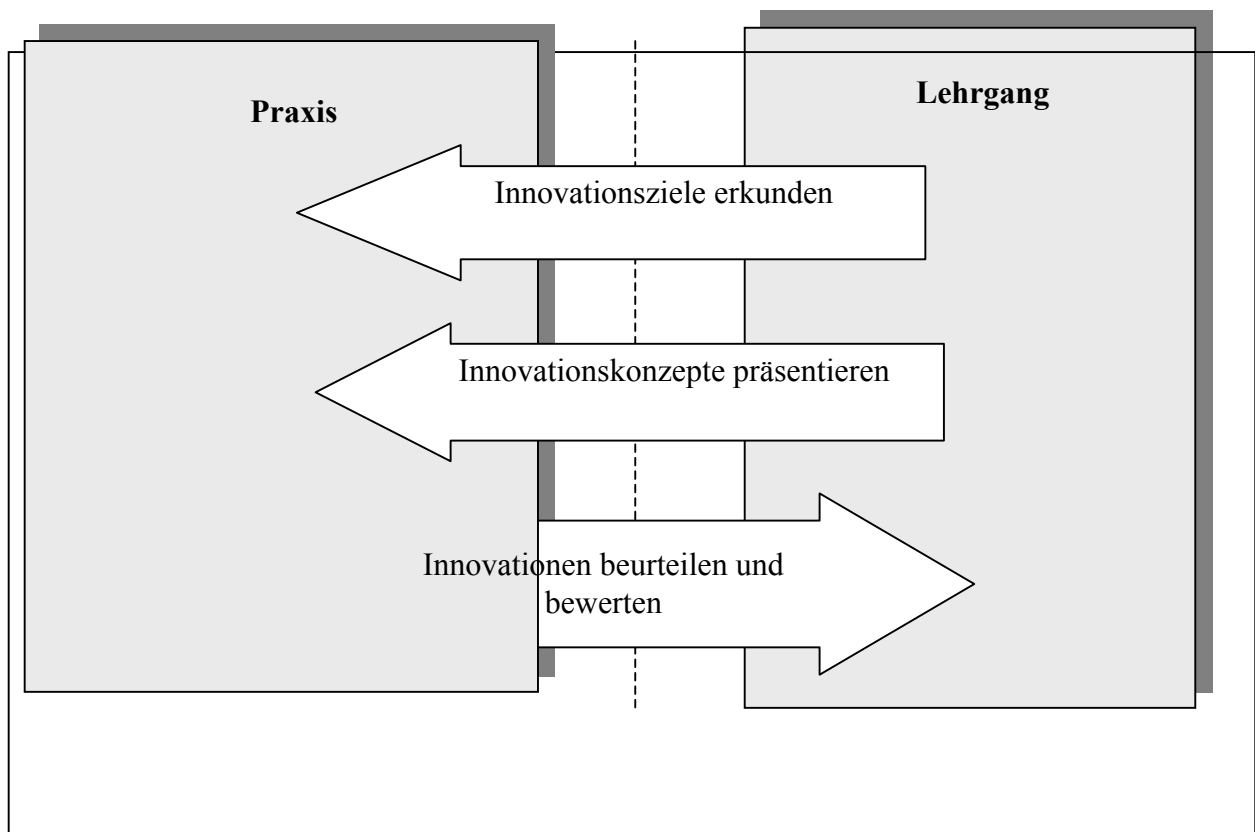 Praxis
Lehrgang
Innovationsziele erkunden
Innovationskonzepte präsentieren
Innovationen beurteilen und
bewerten